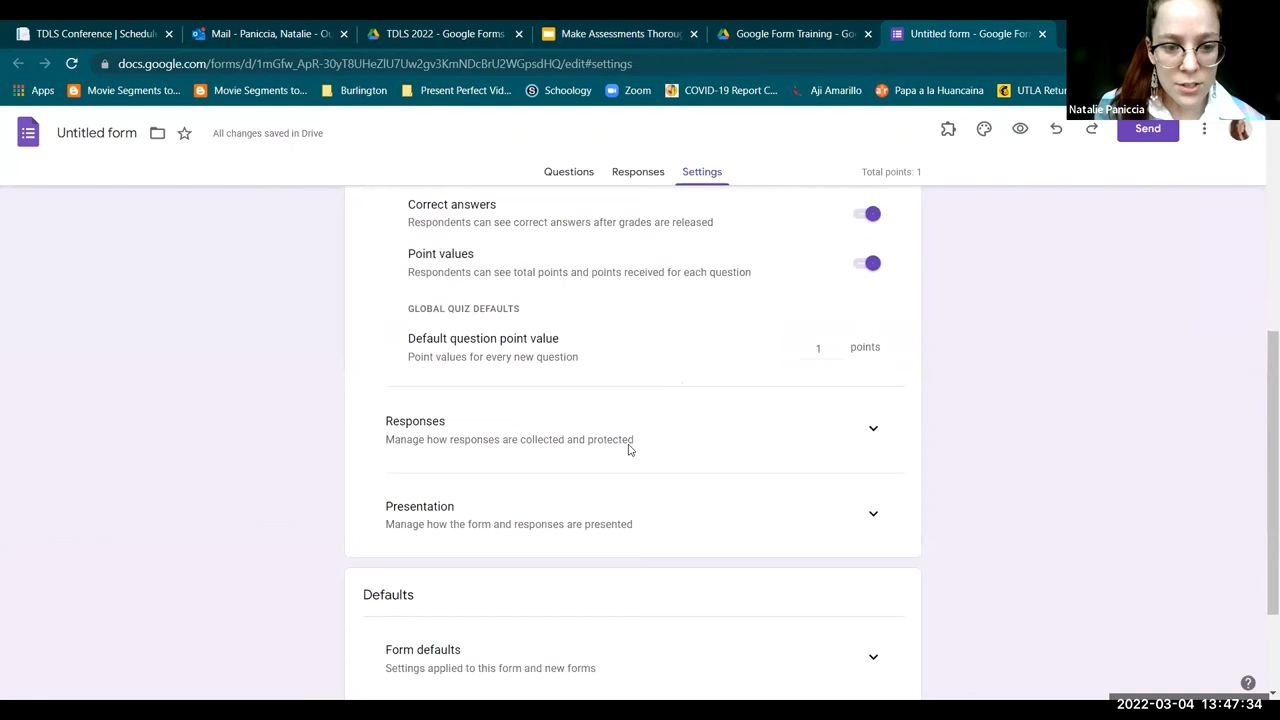 TDLS Conference | Schedul
Mail - Paniccia, Natalie - Ou
TDLS 2022 - Google Forms
Make Assessments Thoroug
Google Form Training - Goo
Untitled form - Google Form
docs.google.com/forms/d/1mGfw_ApR-30yT8UHeZlU7Uw2gv3KmNDcBrU2WGpsdHQ/edit#settings
Apps
Movie Segments to...
Movie Segments to...
Burlington
Present Perfect Vid...
Schoology
Zoom
COVID-19 Report C...
Aji Amarillo
Papa a la Huancaina
UTLA Retu
Natalie Paniccia
Untitled form
All changes saved in Drive
Send
Questions
Responses
Settings
Total points: 1
Correct answers
Respondents can see correct answers after grades are released
Point values
Respondents can see total points and points received for each question
GLOBAL QUIZ DEFAULTS
Default question point value
Point values for every new question
1 points
Responses
Manage how responses are collected and protected
Presentation
Manage how the form and responses are presented
Defaults
Form defaults
Settings applied to this form and new forms
2022-03-04 13:47:34